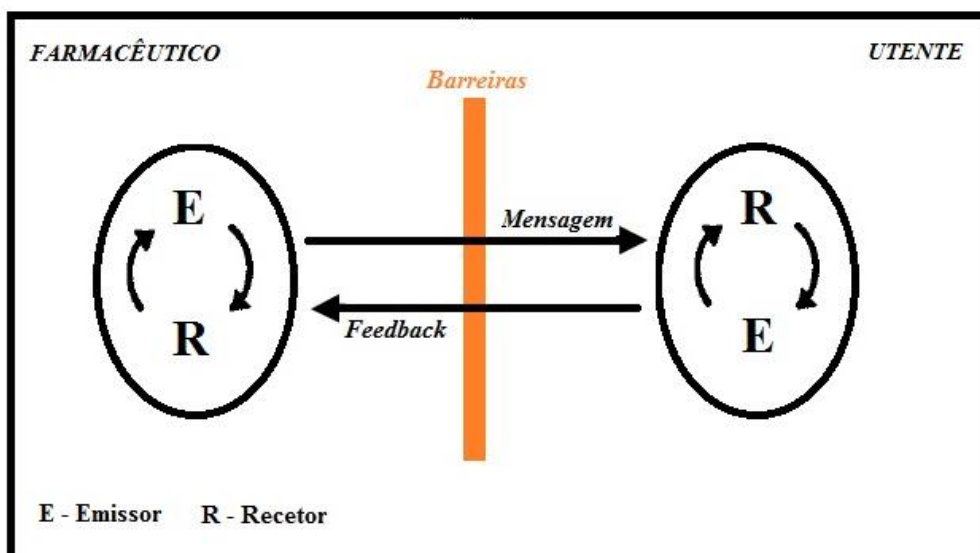 FARMACÊUTICO
UTENTE
Barreiras
E
R
Mensagem
Feedback
R
E
E - Emissor R - Recetor